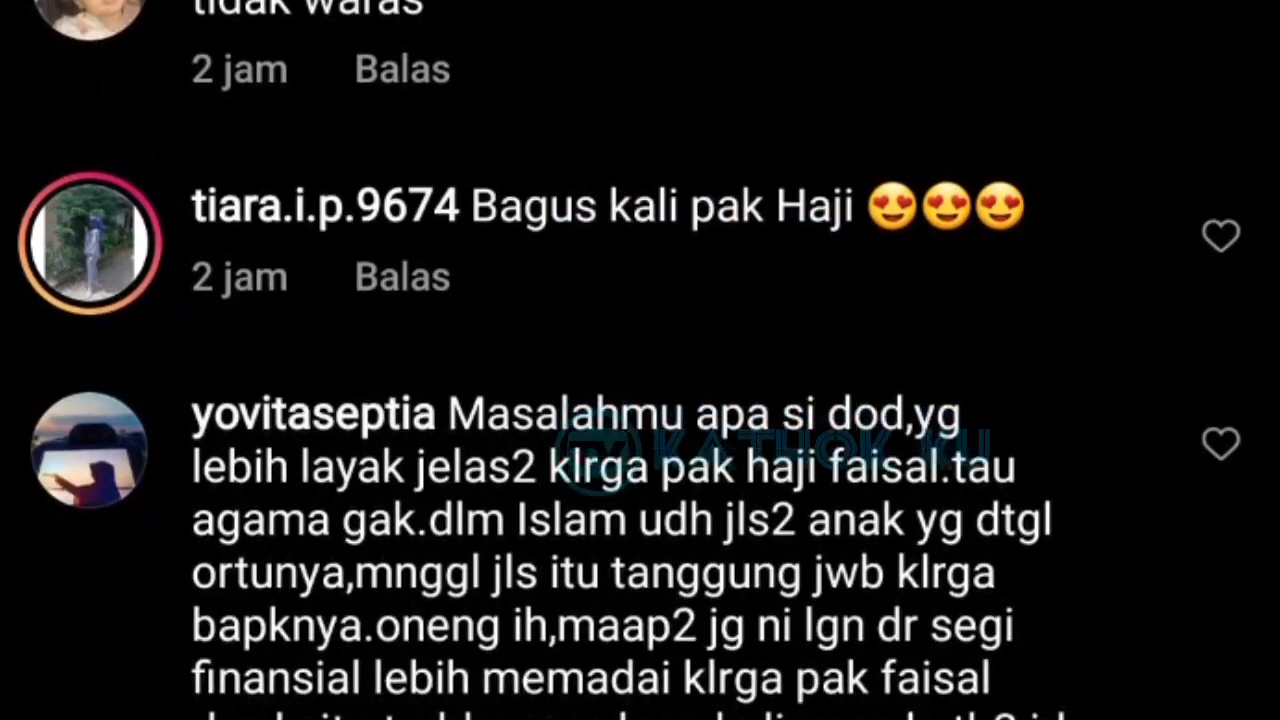 tidak waras
2 jam Balas
tiara.i.p.9674 Bagus kali pak Haji 😍😍😍
2 jam Balas
yovitaseptia Masalahmu apa si dod,yg
lebih layak jelas2 klrga pak haji faisal.tau
agama gak.dlm Islam udh jls2 anak yg dtgl
ortunya,mnggl jls itu tanggung jwb klrga
bapknya.oneng ih,maap2 jg ni lgn dr segi
finansial lebih memadai klrga pak faisal
KATHOK KU